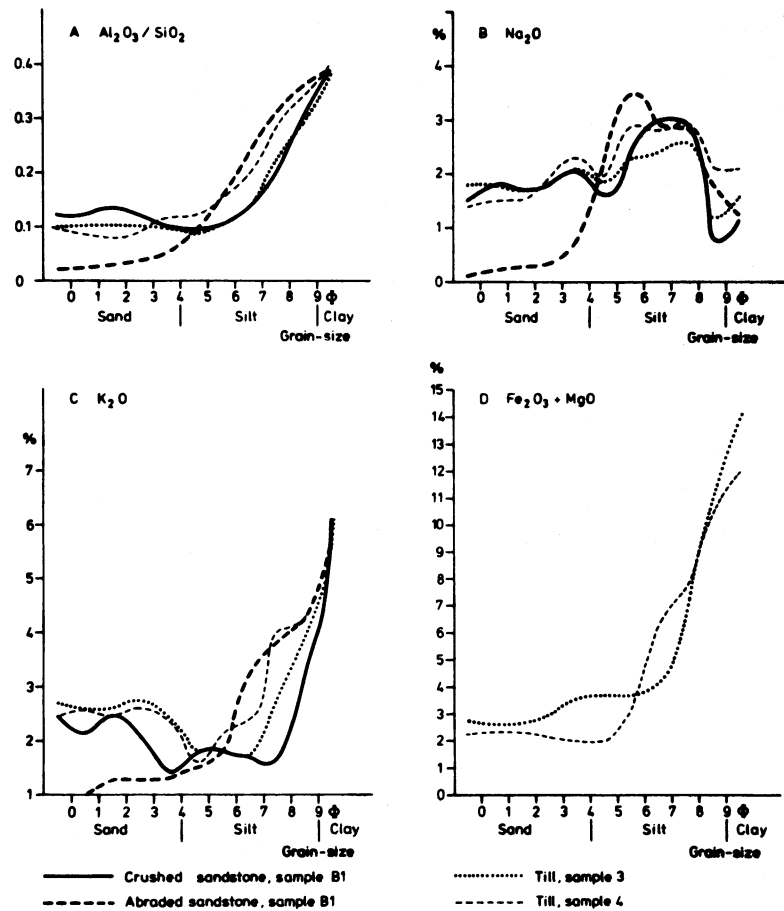 A Al₂O₃ / SiO₂
0.4
0.3
0.2
0.1
0
0 1 2 3 4 5 6 7 8 9 Φ
Sand | Silt | Clay
Grain-size
% B Na₂O
4
3
2
1
0
0 1 2 3 4 5 6 7 8 9 Φ
Sand | Silt | Clay
Grain-size
C K₂O
%
7
6
5
4
3
2
1
0 1 2 3 4 5 6 7 8 9 Φ
Sand | Silt | Clay
Grain-size
%
D Fe₂O₃ + MgO
15
14
13
12
11
10
9
8
7
6
5
4
3
2
1
0
0 1 2 3 4 5 6 7 8 9 Φ
Sand | Silt | Clay
Grain-size
Crushed sandstone, sample B1
Abraded sandstone, sample B1
Till, sample 3
Till, sample 4